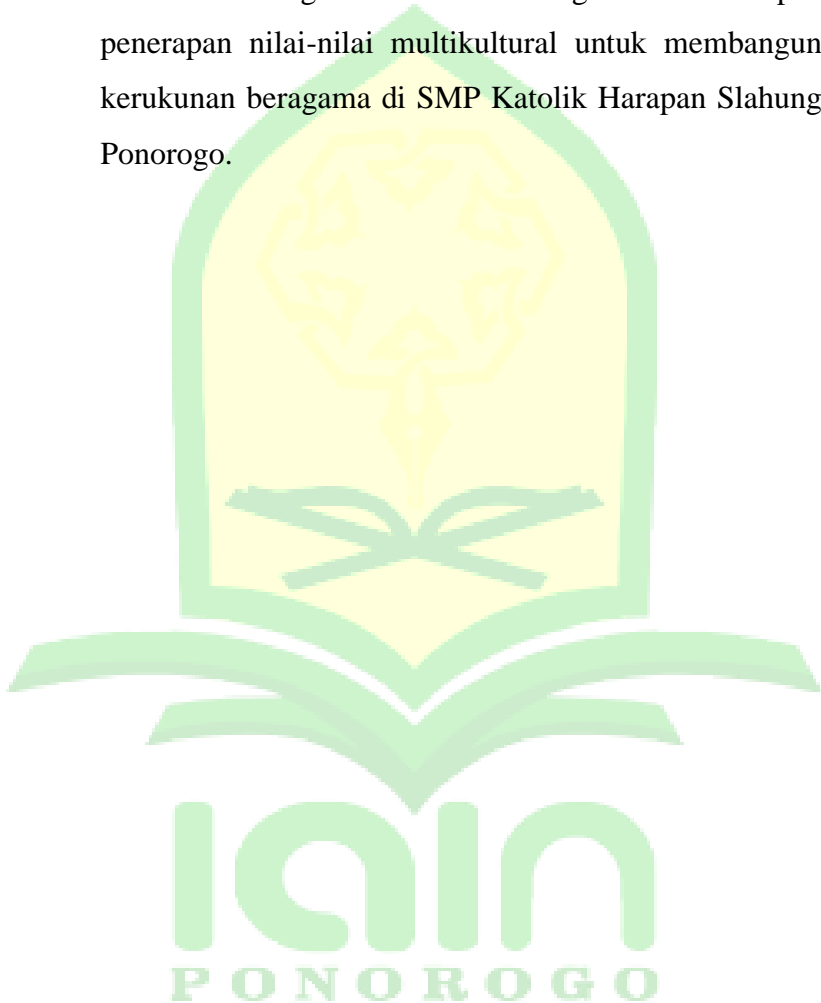 penerapan nilai-nilai multikultural untuk membangun
kerukunan beragama di SMP Katolik Harapan Slahung
Ponorogo.
iain
PONOROGO